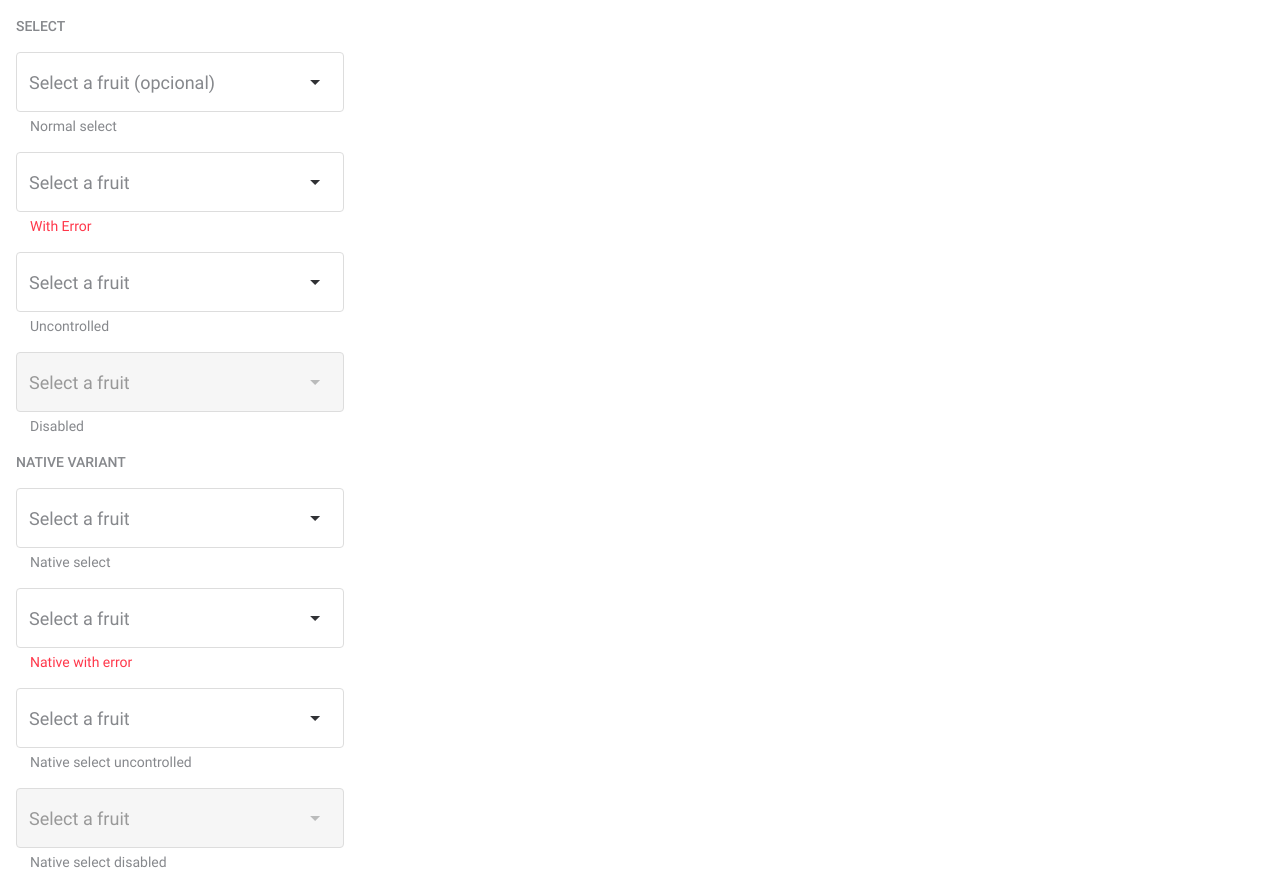 SELECT
Select a fruit (opcional)
Normal select
Select a fruit
With Error
Select a fruit
Uncontrolled
Select a fruit
Disabled
NATIVE VARIANT
Select a fruit
Native select
Select a fruit
Native with error
Select a fruit
Native select uncontrolled
Select a fruit
Native select disabled